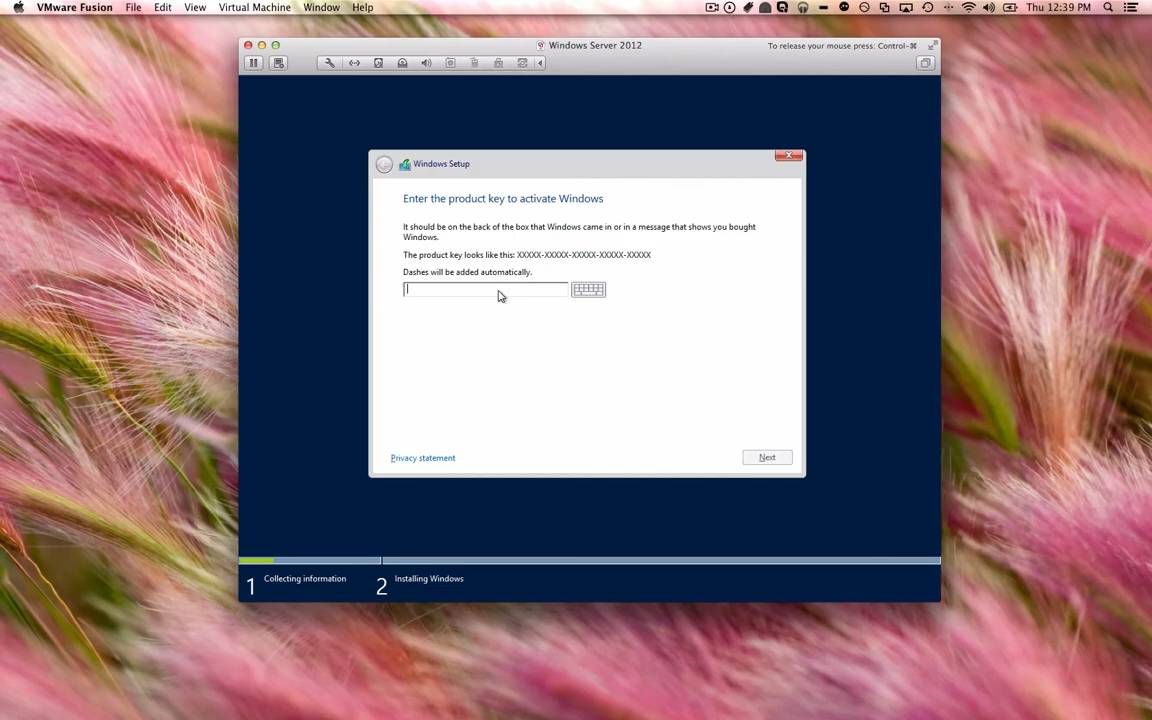 VMware Fusion File Edit View Virtual Machine Window Help Thu 12:39 PM
Windows Server 2012 To release your mouse press: Control-⌘
Windows Setup
Enter the product key to activate Windows
It should be on the back of the box that Windows came in or in a message that shows you bought
Windows.
The product key looks like this: XXXXX-XXXXX-XXXXX-XXXXX-XXXXX
Dashes will be added automatically.
Privacy statement Next
1 Collecting information 2 Installing Windows